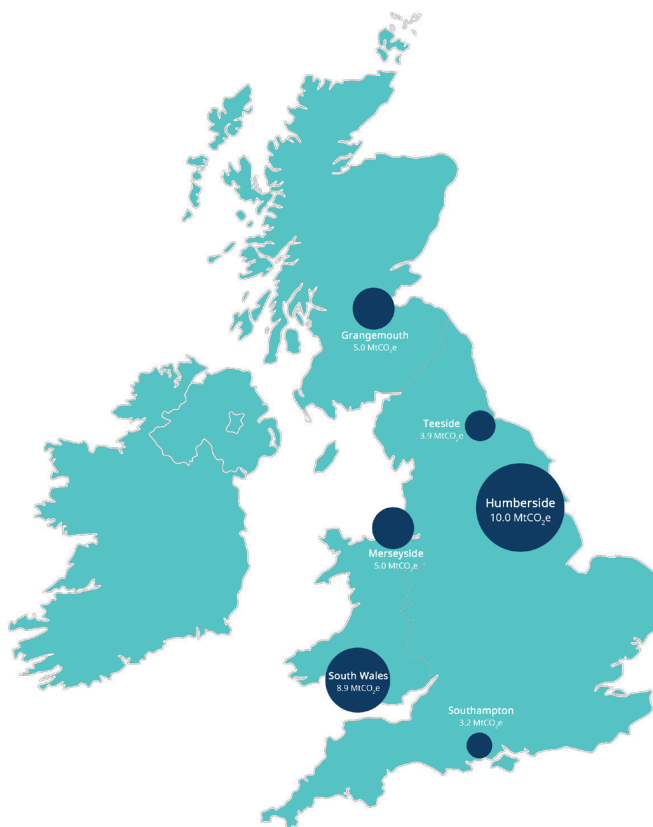 Grangemouth
5.0 MtCO₂e
Teeside
3.9 MtCO₂e
Humberside
10.0 MtCO₂e
Merseyside
5.0 MtCO₂e
South Wales
8.9 MtCO₂e
Southampton
3.2 MtCO₂e